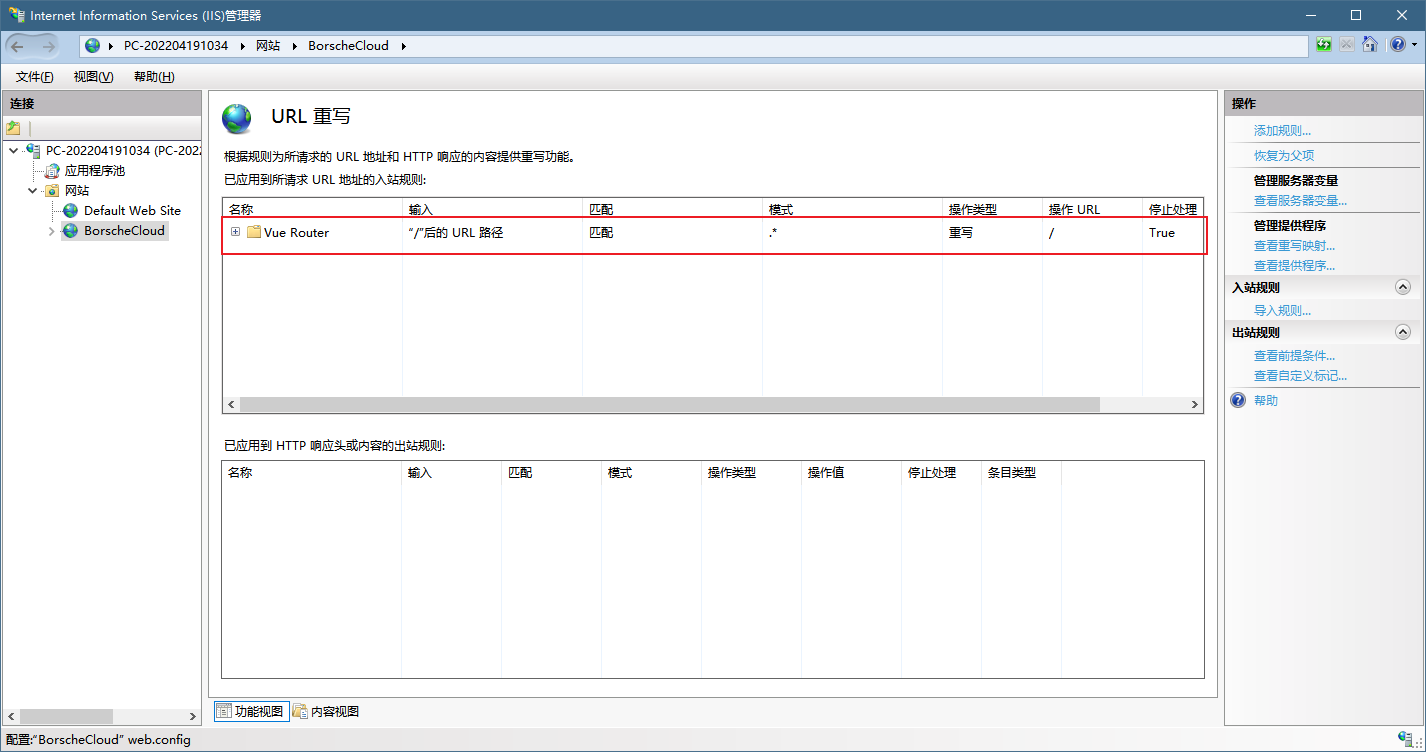 Internet Information Services (IIS)管理器
PC-202204191034 网站 BorscheCloud
文件(F) 视图(V) 帮助(H)
连接
PC-202204191034 (PC-202
应用程序池
网站
Default Web Site
BorscheCloud
URL 重写
根据规则为所请求的 URL 地址和 HTTP 响应的内容提供重写功能。
已应用到所请求 URL 地址的入站规则:
名称 输入 匹配 模式 操作类型 操作 URL 停止处理
Vue Router “/”后的 URL 路径 匹配 .* 重写 / True
已应用到 HTTP 响应头或内容的出站规则:
名称 输入 匹配 模式 操作类型 操作值 停止处理 条目类型
功能视图 内容视图
操作
添加规则...
恢复为父项
管理服务器变量
查看服务器变量...
管理提供程序
查看重写映射...
查看提供程序...
入站规则
导入规则...
出站规则
查看前提条件...
查看自定义标记...
帮助
配置:“BorscheCloud” web.config